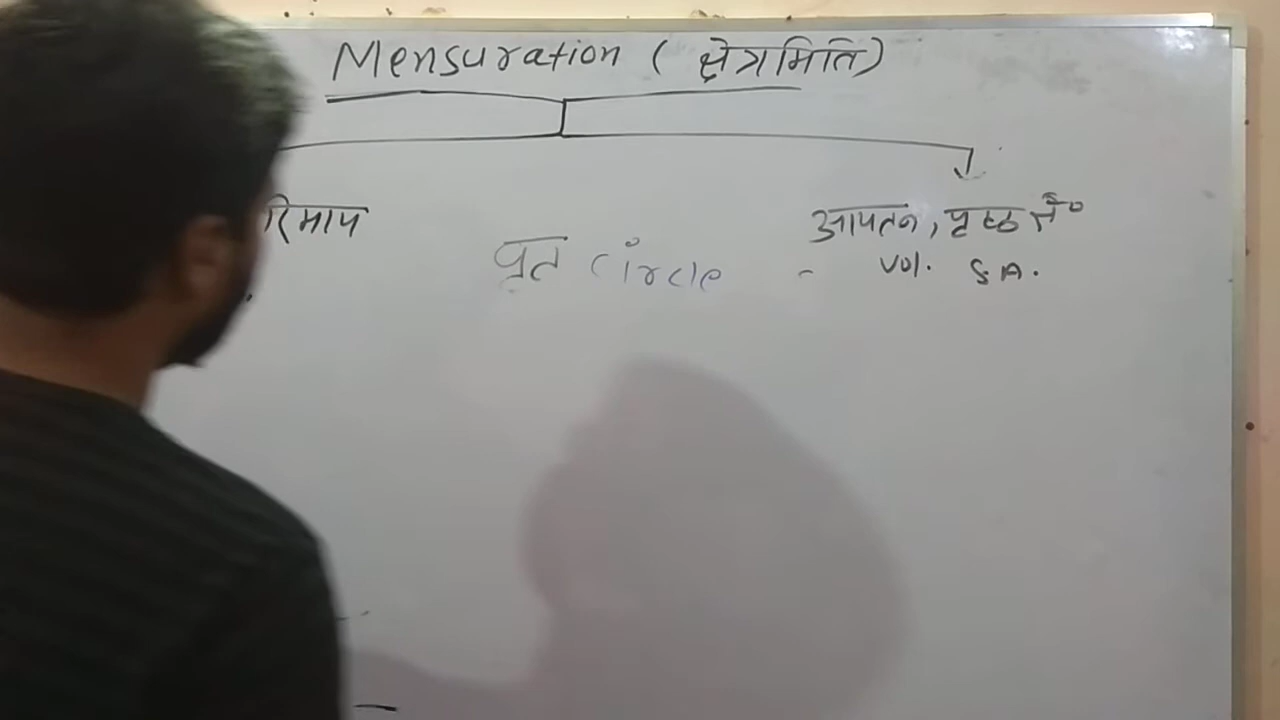 Mensuration (क्षेत्रमिति)
रिमाप
आयतन, पृष्ठ क्षे०
वृत circle
Vol. S.A.